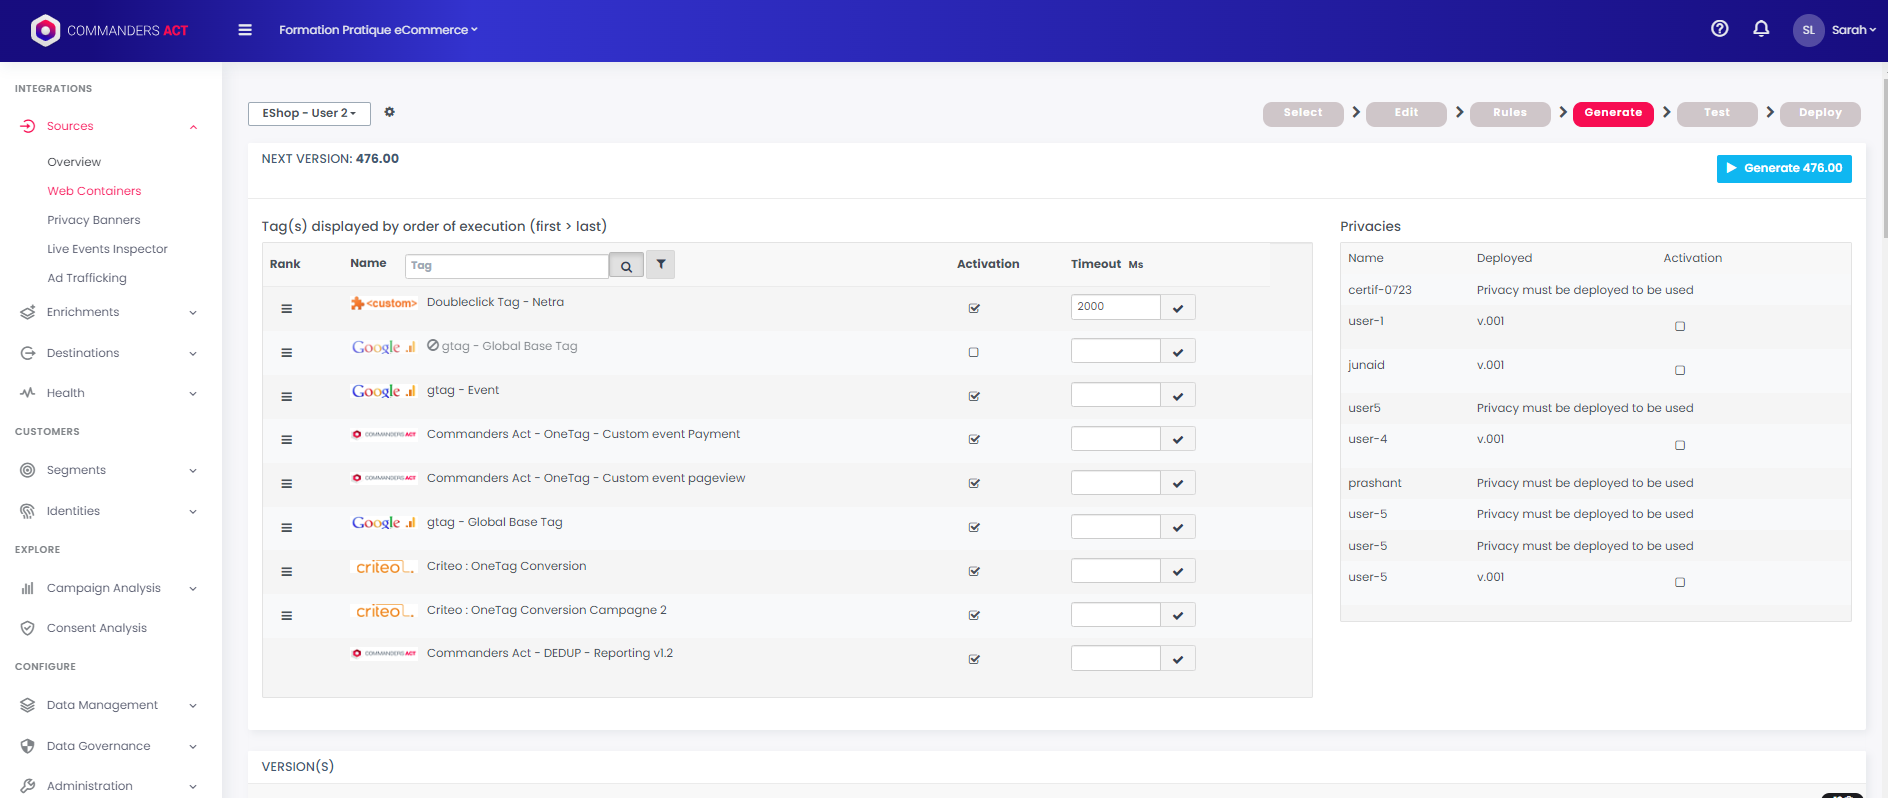 COMMANDERS ACT
Formation Pratique eCommerce
SL
Sarah
INTEGRATIONS
Sources
Overview
Web Containers
Privacy Banners
Live Events Inspector
Ad Trafficking
Enrichments
Destinations
Health
CUSTOMERS
Segments
Identities
EXPLORE
Campaign Analysis
Consent Analysis
CONFIGURE
Data Management
Data Governance
Administration
EShop - User 2
Select
Edit
Rules
Generate
Test
Deploy
NEXT VERSION: 476.00
Generate 476.00
Tag(s) displayed by order of execution (first > last)
Rank Name Tag Activation Timeout Ms
<custom> Doubleclick Tag - Netra 2000
Google gtag - Global Base Tag
Google gtag - Event
COMMANDERS ACT Commanders Act - OneTag - Custom event Payment
COMMANDERS ACT Commanders Act - OneTag - Custom event pageview
Google gtag - Global Base Tag
criteo Criteo : OneTag Conversion
criteo Criteo : OneTag Conversion Campagne 2
COMMANDERS ACT Commanders Act - DEDUP - Reporting v1.2
Privacies
Name Deployed Activation
certif-0723 Privacy must be deployed to be used
user-1 v.001
junaid v.001
user5 Privacy must be deployed to be used
user-4 v.001
prashant Privacy must be deployed to be used
user-5 Privacy must be deployed to be used
user-5 Privacy must be deployed to be used
user-5 v.001
VERSION(S)